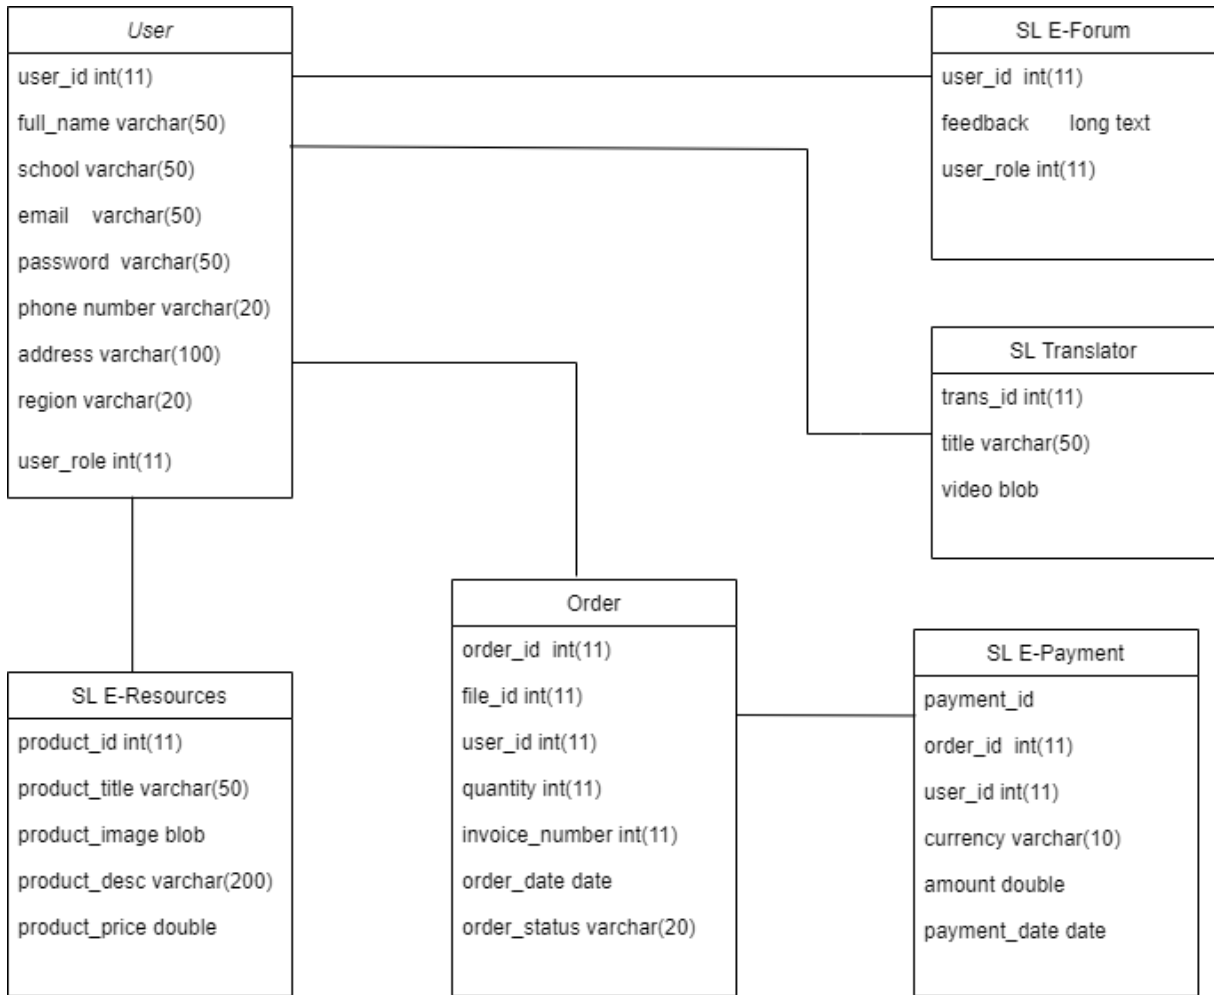 User
user_id int(11)
full_name varchar(50)
school varchar(50)
email varchar(50)
password varchar(50)
phone number varchar(20)
address varchar(100)
region varchar(20)
user_role int(11)
SL E-Forum
user_id int(11)
feedback long text
user_role int(11)
SL Translator
trans_id int(11)
title varchar(50)
video blob
SL E-Resources
product_id int(11)
product_title varchar(50)
product_image blob
product_desc varchar(200)
product_price double
Order
order_id int(11)
file_id int(11)
user_id int(11)
quantity int(11)
invoice_number int(11)
order_date date
order_status varchar(20)
SL E-Payment
payment_id
order_id int(11)
user_id int(11)
currency varchar(10)
amount double
payment_date date